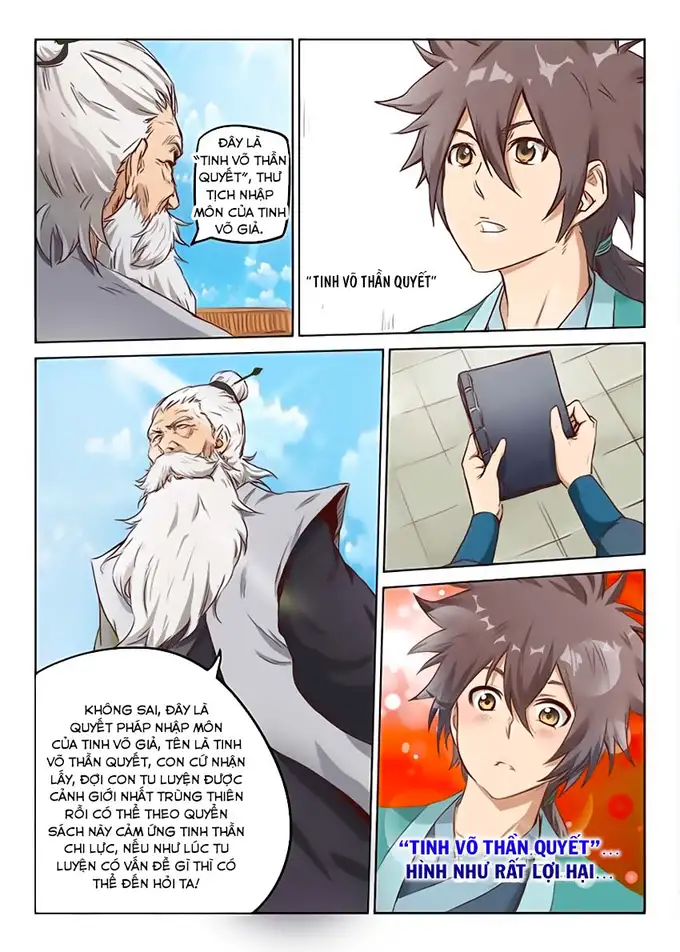 ĐÂY LÀ
"TINH VÕ THẦN
QUYẾT", THƯ
TỊCH NHẬP
MÔN CỦA TINH
VÕ GIẢ.
"TINH VÕ THẦN QUYẾT"
KHÔNG SAI, ĐÂY LÀ
QUYẾT PHÁP NHẬP MÔN
CỦA TINH VÕ GIẢ, TÊN LÀ TINH
VÕ THẦN QUYẾT, CON CỨ NHẬN
LẤY, ĐỢI CON TU LUYỆN ĐƯỢC
CẢNH GIỚI NHẤT TRÙNG THIÊN
RỒI CÓ THỂ THEO QUYỂN
SÁCH NÀY CẢM ỨNG TINH THẦN
CHI LỰC, NẾU NHƯ LÚC TU
LUYỆN CÓ VẤN ĐỀ GÌ THÌ CÓ
THỂ ĐẾN HỎI TA!
"TINH VÕ THẦN QUYẾT"...
HÌNH NHƯ RẤT LỢI HẠI...